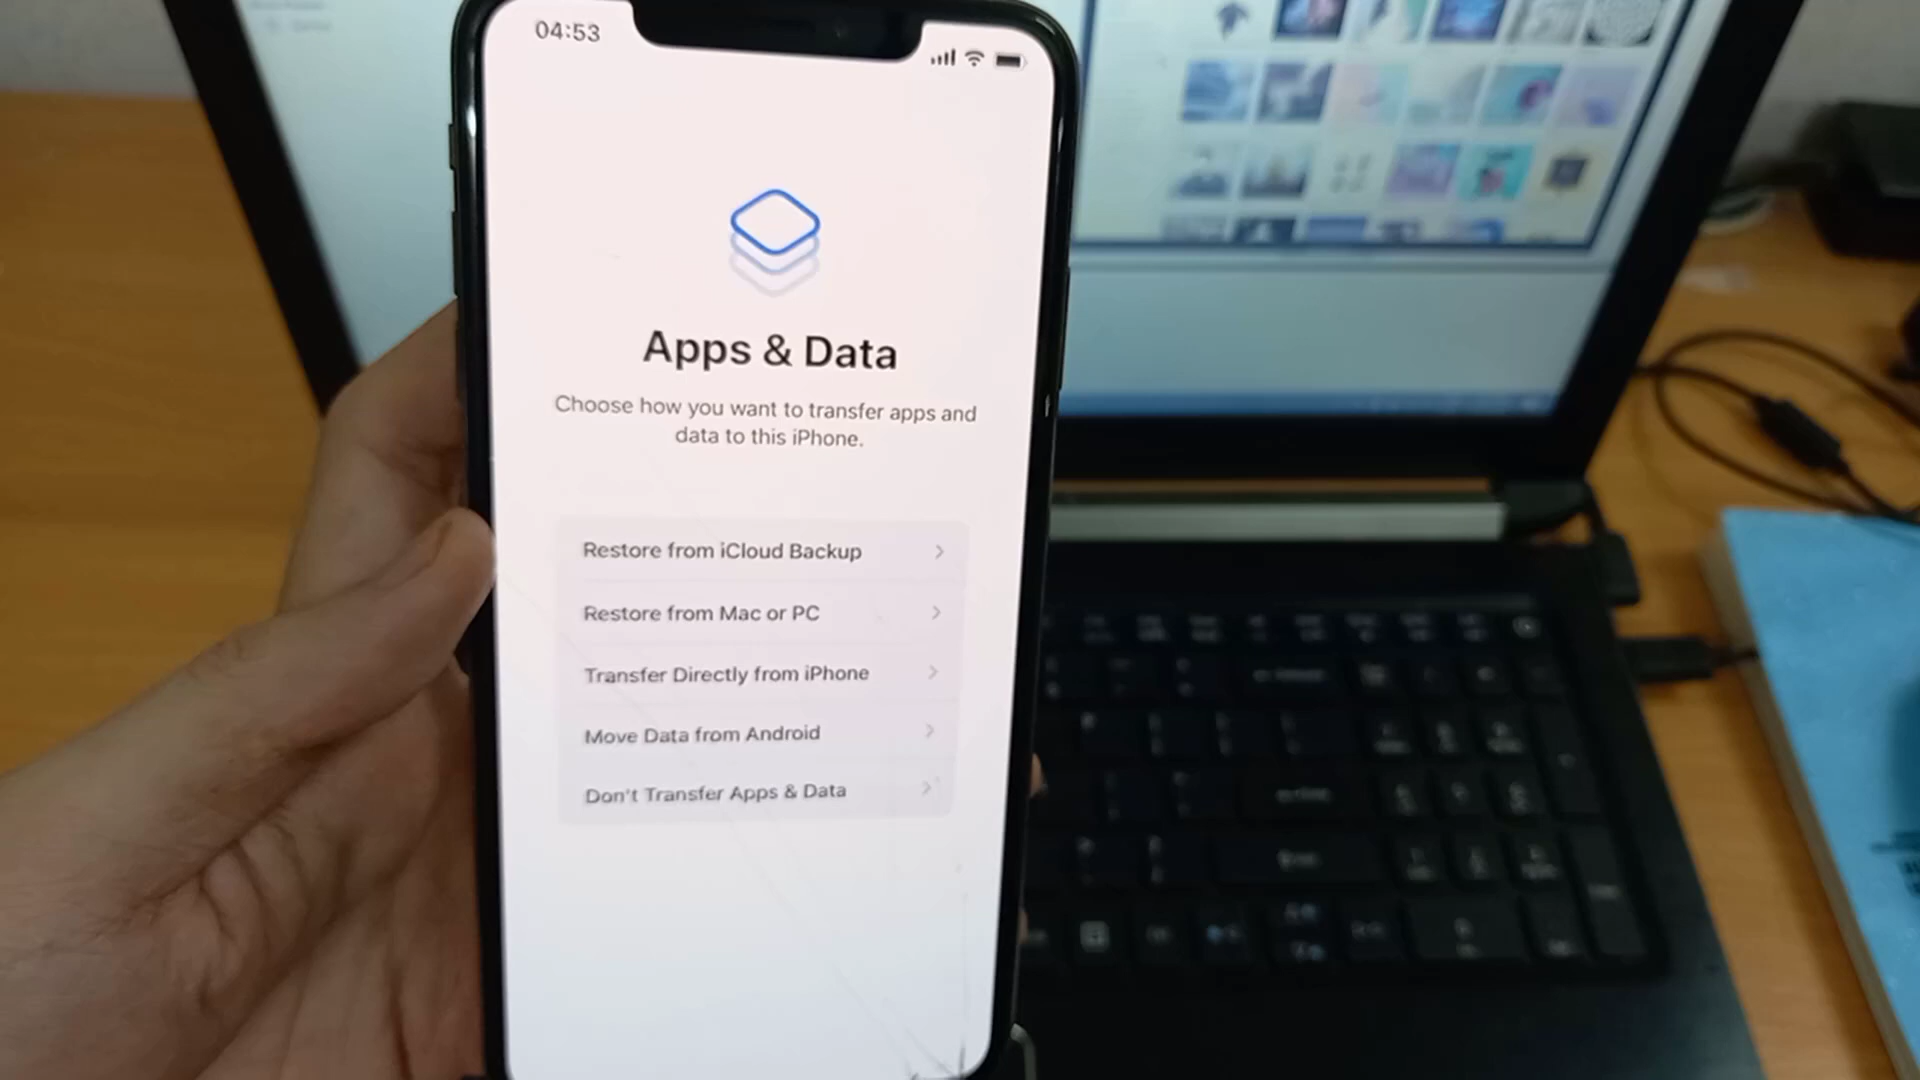 04:53
Apps & Data
Choose how you want to transfer apps and
data to this iPhone.
Restore from iCloud Backup
Restore from Mac or PC
Transfer Directly from iPhone
Move Data from Android
Don't Transfer Apps & Data